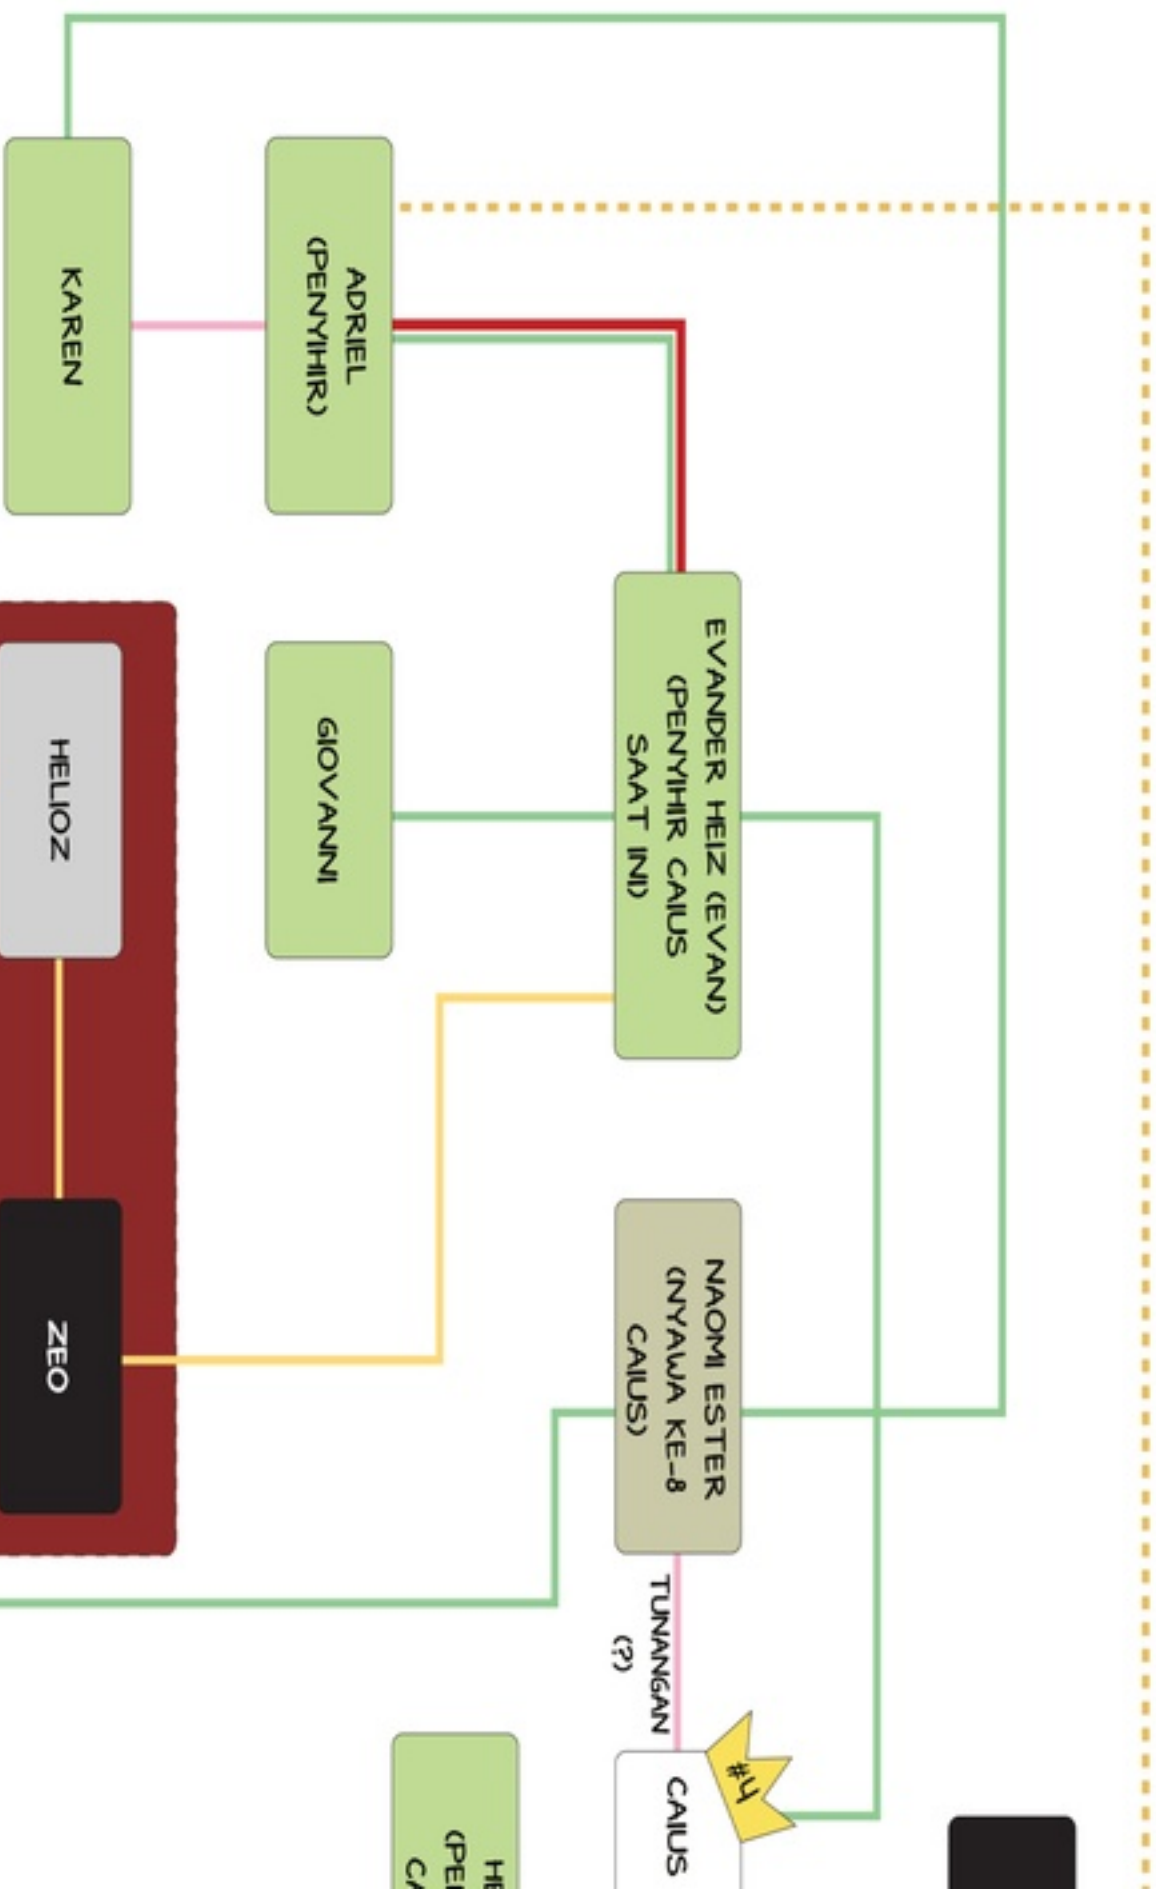 KAREN
ADRIEL
(PENYIHIR)
EVANDER HEIZ (EVAN)
(PENYIHIR CAIUS
SAAT INI)
GIOVANNI
HELIOZ
ZEO
NAOMI ESTER
(NYAWA KE-8
CAIUS)
TUNANGAN
(?)
#4
CAIUS